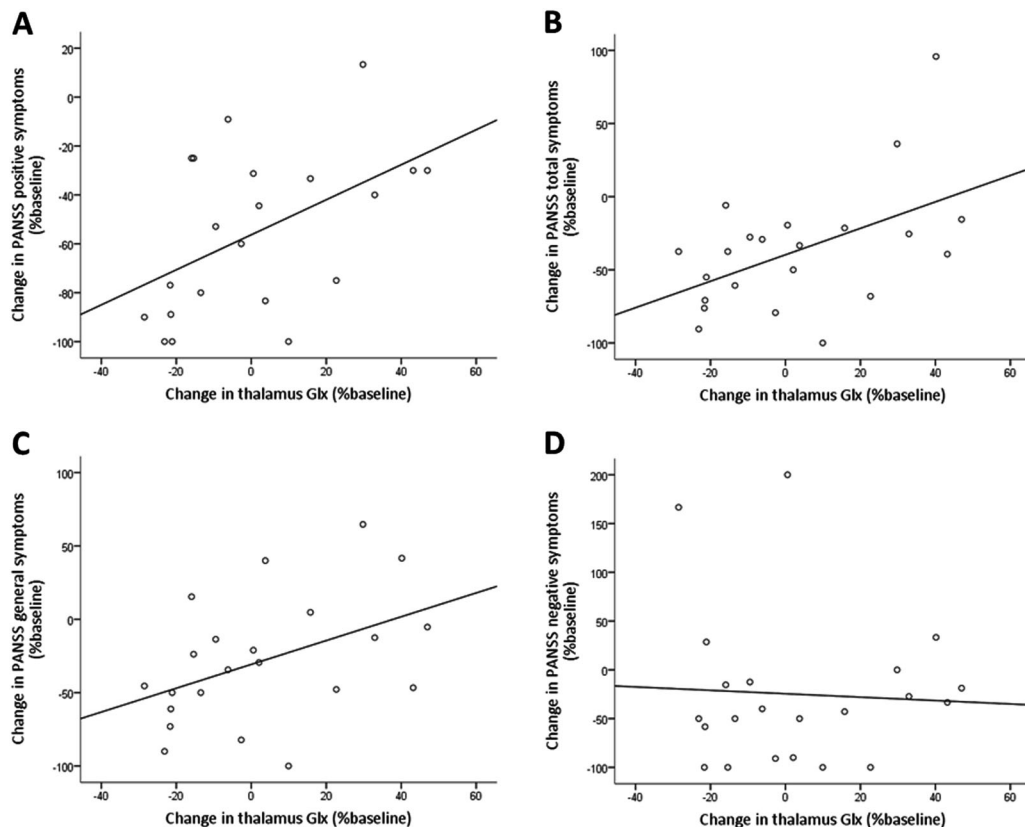 A
Change in PANSS positive symptoms
(%baseline)
20
0
-20
-40
-60
-80
-100
-40 -20 0 20 40 60
Change in thalamus Glx (%baseline)
B
Change in PANSS total symptoms
(%baseline)
100
50
0
-50
-100
-40 -20 0 20 40 60
Change in thalamus Glx (%baseline)
C
Change in PANSS general symptoms
(%baseline)
100
50
0
-50
-100
-40 -20 0 20 40 60
Change in thalamus Glx (%baseline)
D
Change in PANSS negative symptoms
(%baseline)
200
150
100
50
0
-50
-100
-40 -20 0 20 40 60
Change in thalamus Glx (%baseline)